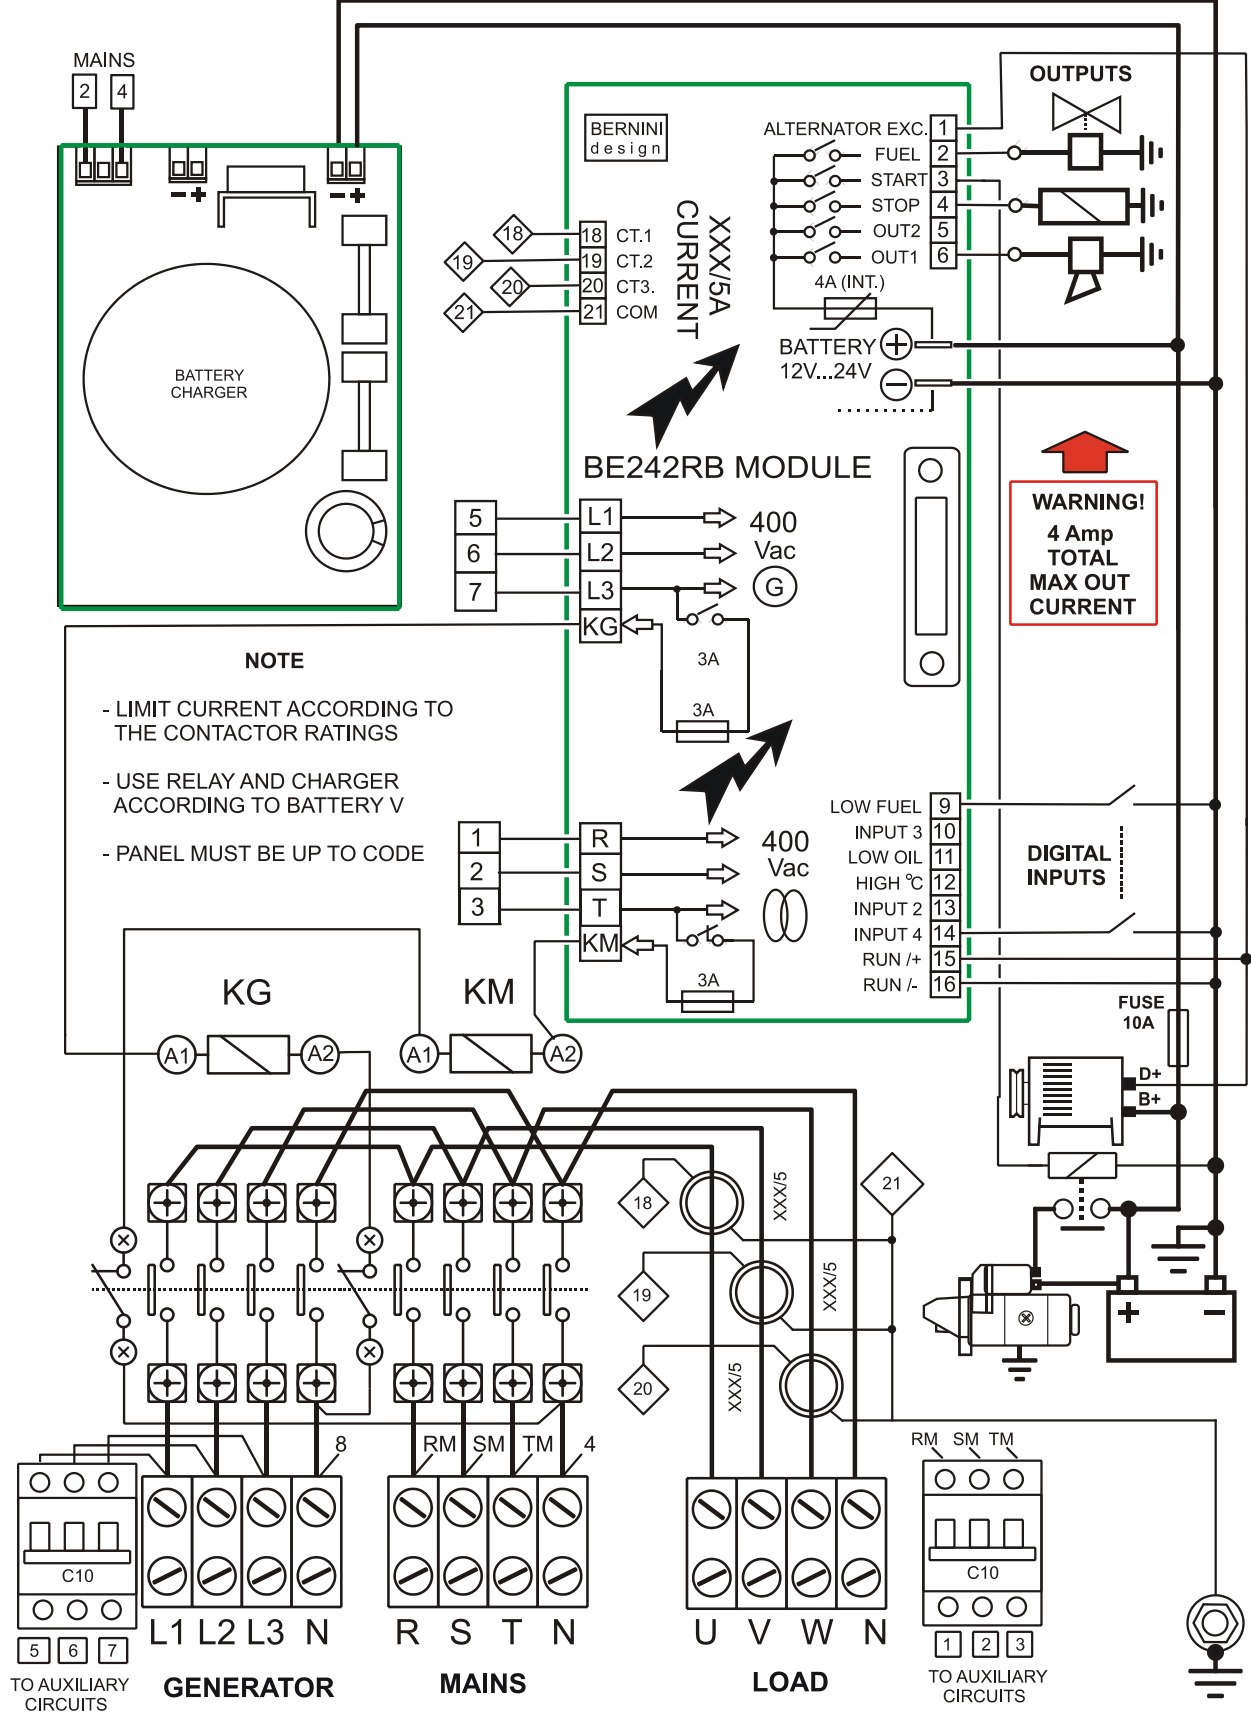 MAINS
2 4
- +
- +
BATTERY
CHARGER
BERNINI
design
18 18 CT.1
19 19 CT.2
20 20 CT3.
21 21 COM
XXX/5A
CURRENT
OUTPUTS
ALTERNATOR EXC. 1
FUEL 2
START 3
STOP 4
OUT2 5
OUT1 6
4A (INT.)
BATTERY +
12V...24V -
BE242RB MODULE
WARNING!
4 Amp
TOTAL
MAX OUT
CURRENT
5 L1
6 L2
7 L3
KG
400
Vac
G
3A
3A
NOTE
- LIMIT CURRENT ACCORDING TO
THE CONTACTOR RATINGS
- USE RELAY AND CHARGER
ACCORDING TO BATTERY V
- PANEL MUST BE UP TO CODE
1 R
2 S
3 T
KM
400
Vac
3A
LOW FUEL 9
INPUT 3 10
LOW OIL 11
HIGH °C 12
INPUT 2 13
INPUT 4 14
RUN /+ 15
RUN /- 16
DIGITAL
INPUTS
FUSE
10A
KG KM
A1 A2 A1 A2
D+
B+
18 XXX/5 21
19 XXX/5
20 XXX/5
+ -
8 RM SM TM 4
RM SM TM
C10
C10
5 6 7
1 2 3
L1 L2 L3 N R S T N U V W N
TO AUXILIARY
CIRCUITS
GENERATOR MAINS LOAD
TO AUXILIARY
CIRCUITS